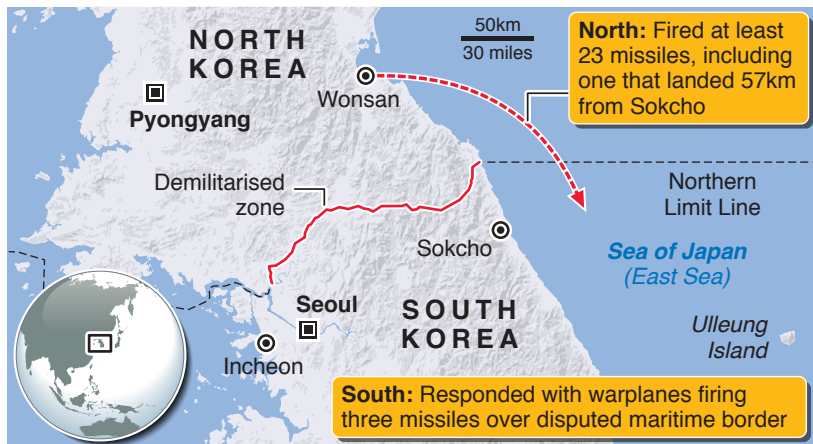 NORTH
KOREA
Pyongyang
Wonsan
50km
30 miles
North: Fired at least
23 missiles, including
one that landed 57km
from Sokcho
Demilitarised
zone
Northern
Limit Line
Sokcho
Sea of Japan
(East Sea)
Seoul
SOUTH
KOREA
Ulleung
Island
Incheon
South: Responded with warplanes firing
three missiles over disputed maritime border